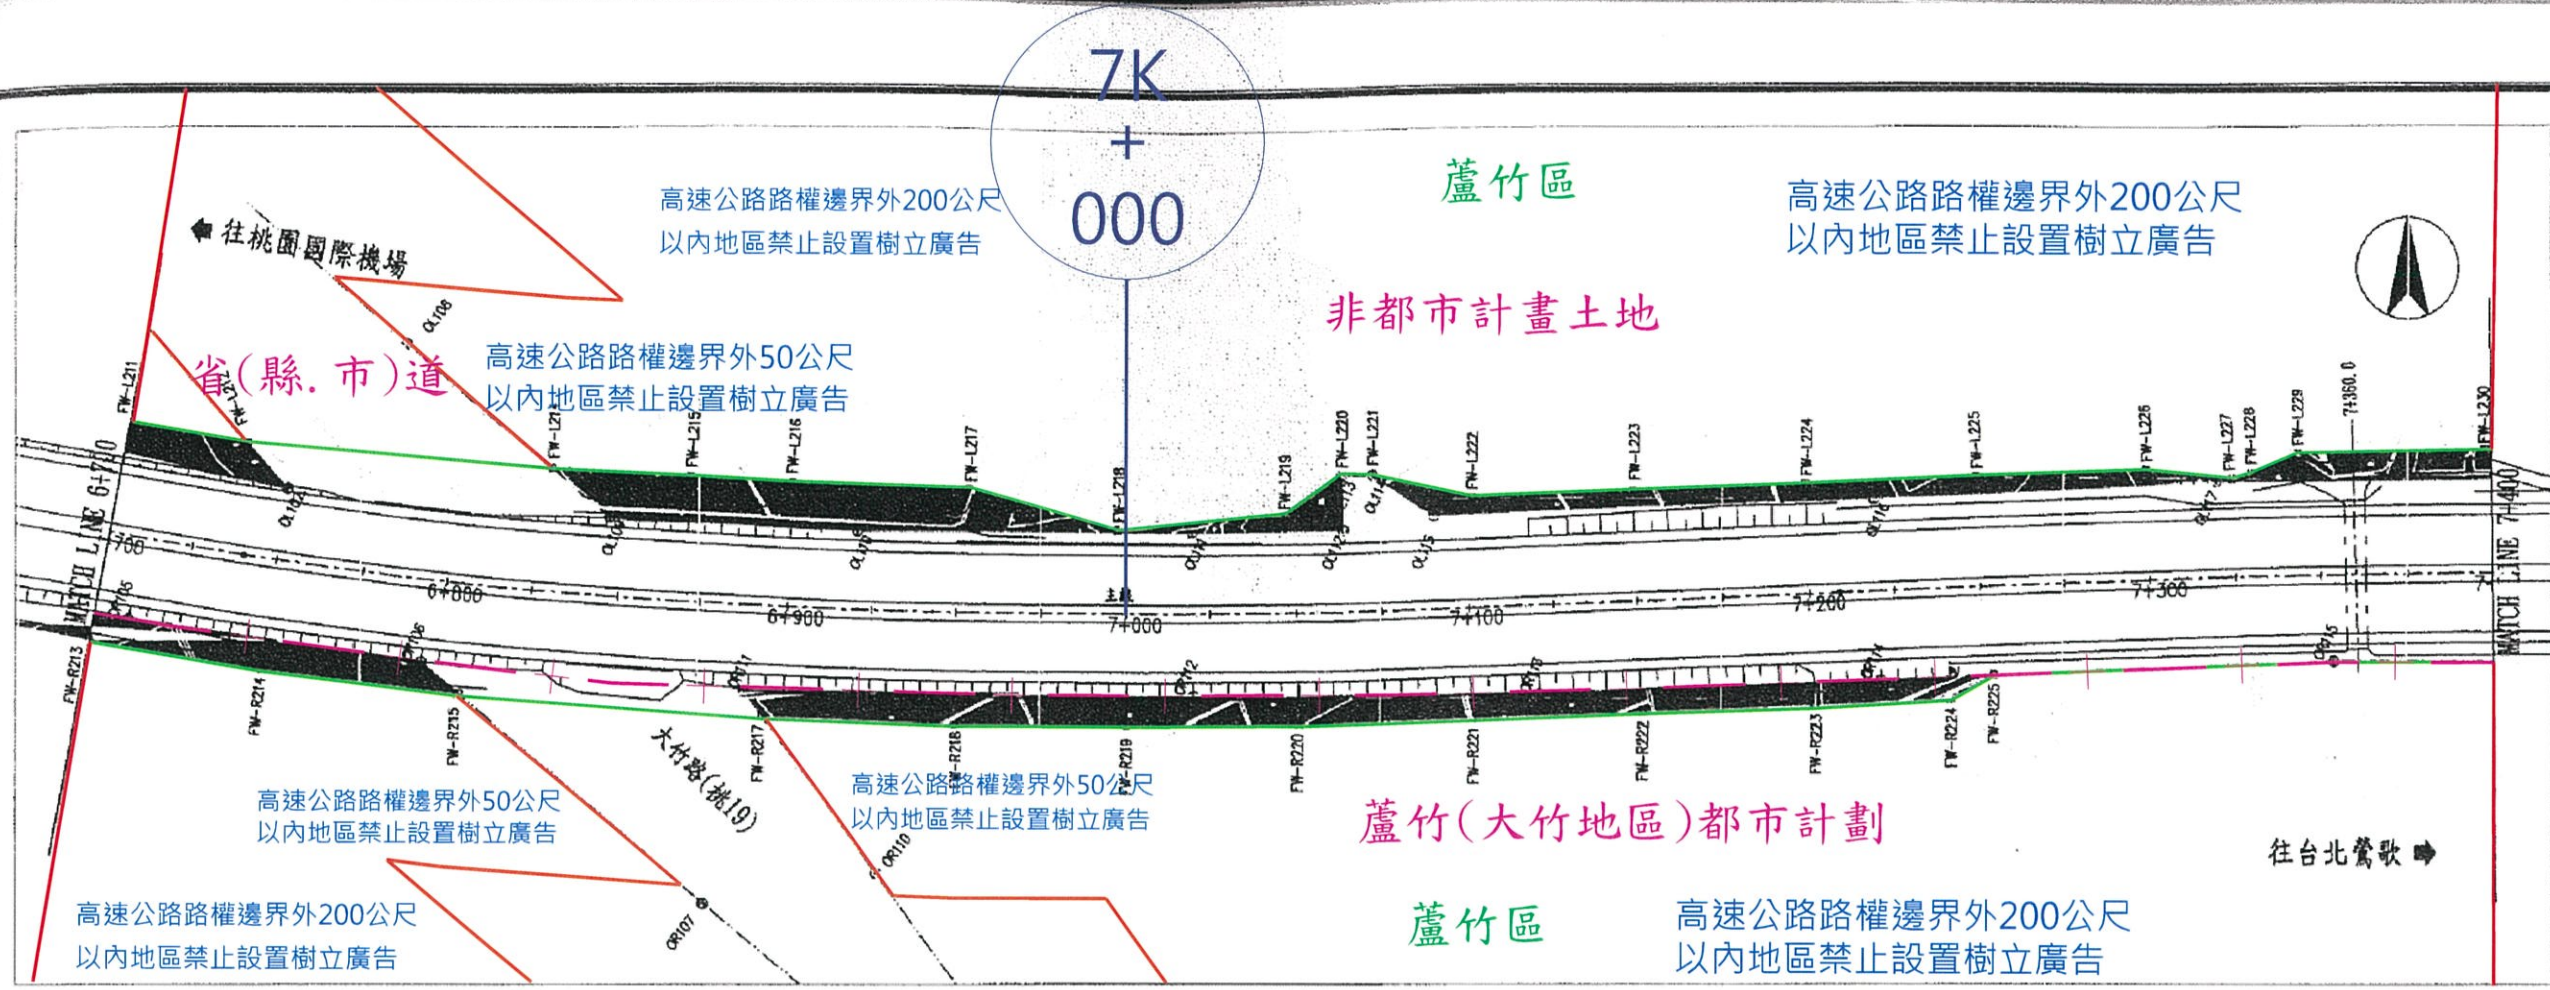 7K
+
000
蘆竹區
高速公路路權邊界外200公尺
以內地區禁止設置樹立廣告
高速公路路權邊界外200公尺
以內地區禁止設置樹立廣告
往桃園國際機場
非都市計畫土地
OL106
高速公路路權邊界外50公尺
以內地區禁止設置樹立廣告
省(縣.市)道
FW-L211
FW-L212
FW-L214
FW-L215
FW-L216
FW-L217
FW-L218
FW-L219
FW-L220
FW-L221
FW-L222
FW-L223
FW-L224
FW-L225
FW-L226
FW-L227
FW-L228
FW-L229
7+360.0
FW-L230
MATCH LINE 6+700
MATCH LINE 7+400
700
6+800
6+900
主線
7+000
7+100
7+200
7+300
FW-R213
FW-R214
FW-R215
FW-R217
FW-R218
FW-R219
FW-R220
FW-R221
FW-R222
FW-R223
FW-R224
FW-R225
大竹路(桃19)
高速公路路權邊界外50公尺
以內地區禁止設置樹立廣告
高速公路路權邊界外50公尺
以內地區禁止設置樹立廣告
OR110
OR107
蘆竹(大竹地區)都市計劃
往台北鶯歌
高速公路路權邊界外200公尺
以內地區禁止設置樹立廣告
蘆竹區
高速公路路權邊界外200公尺
以內地區禁止設置樹立廣告